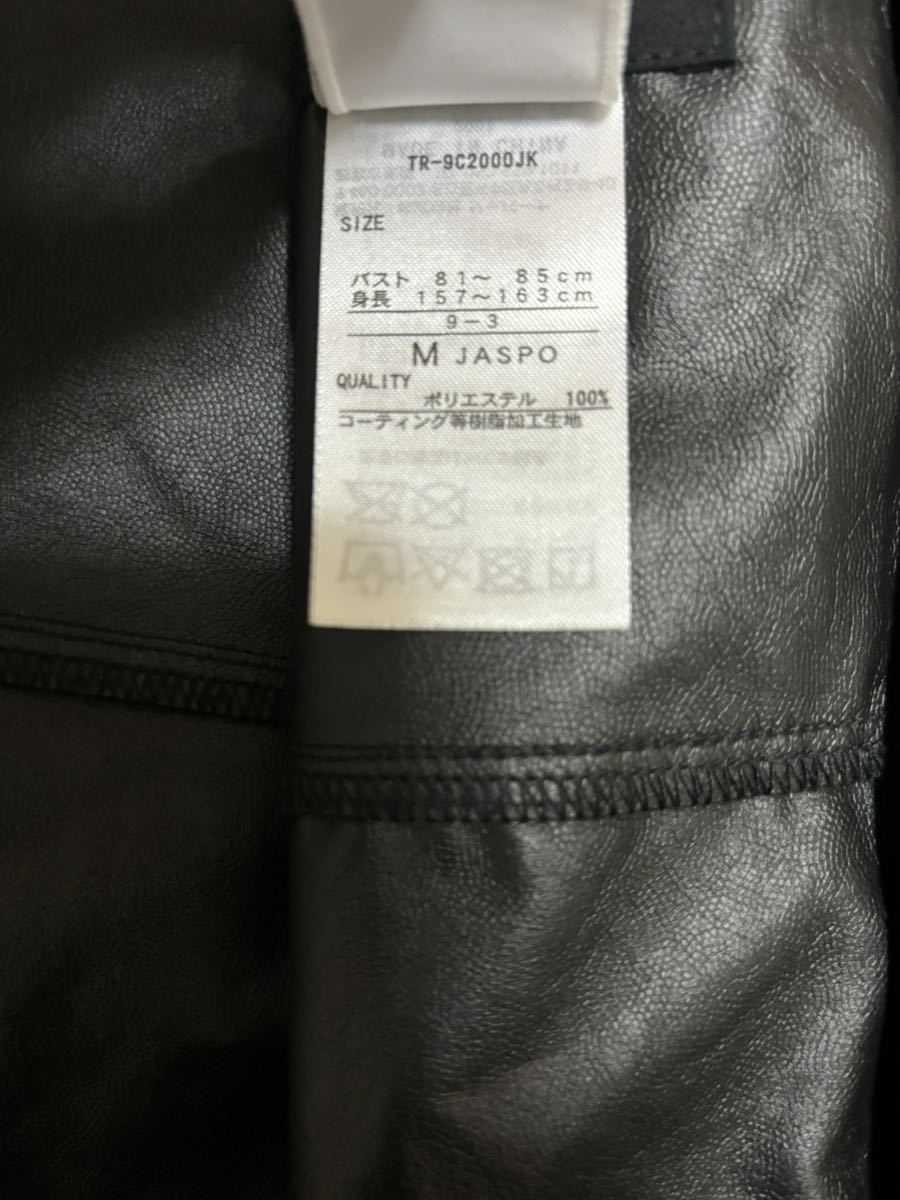 TR-9C2000JK
SIZE
バスト 81～ 85cm
身長 157～163cm
9－3
M JASPO
QUALITY
ポリエステル 100%
コーティング等樹脂加工生地